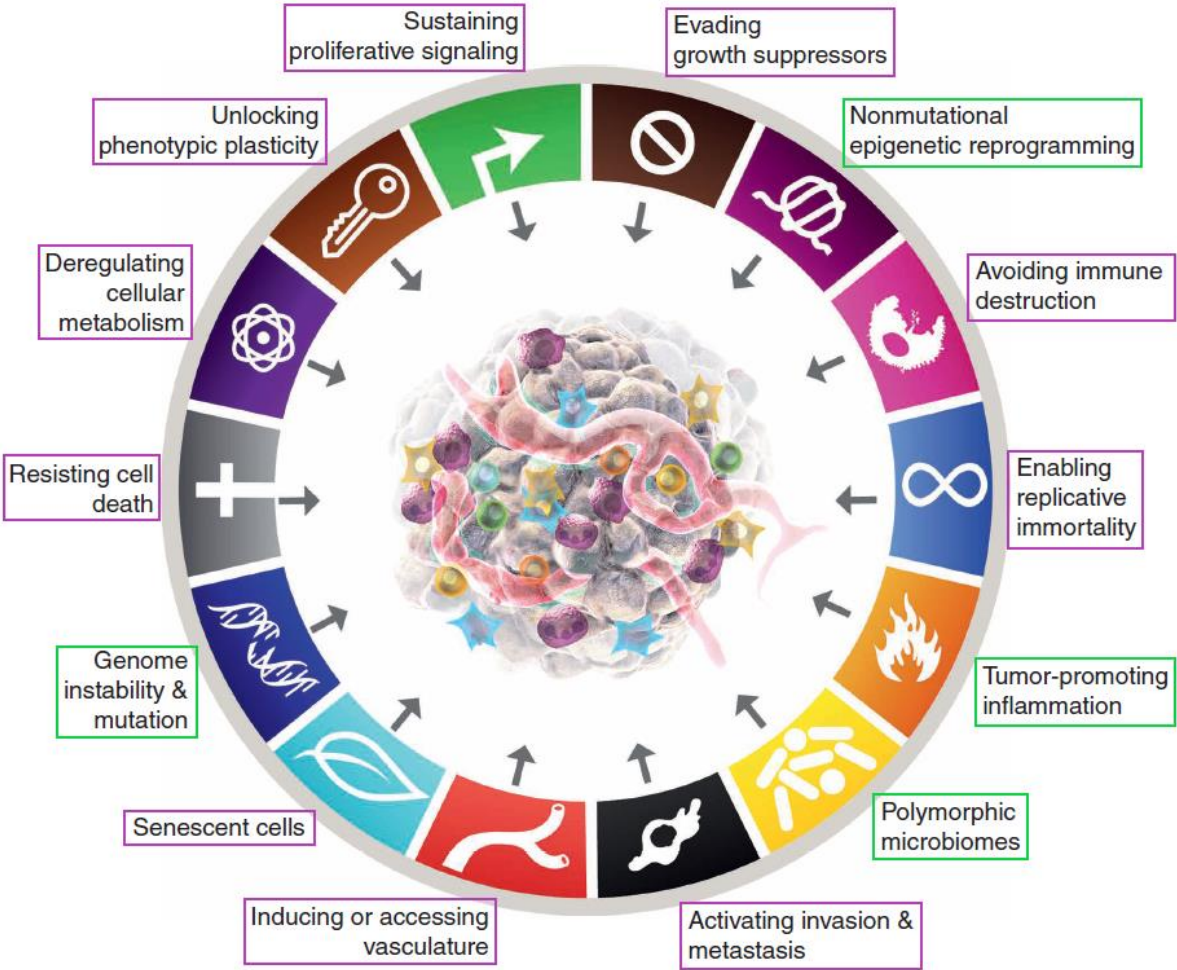 Sustaining
proliferative signaling
Evading
growth suppressors
Unlocking
phenotypic plasticity
Nonmutational
epigenetic reprogramming
Deregulating
cellular
metabolism
Avoiding immune
destruction
Resisting cell
death
Enabling
replicative
immortality
Genome
instability &
mutation
Tumor-promoting
inflammation
Senescent cells
Polymorphic
microbiomes
Inducing or accessing
vasculature
Activating invasion &
metastasis